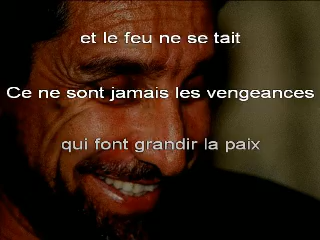 et le feu ne se tait
Ce ne sont jamais les vengeances
qui font grandir la paix